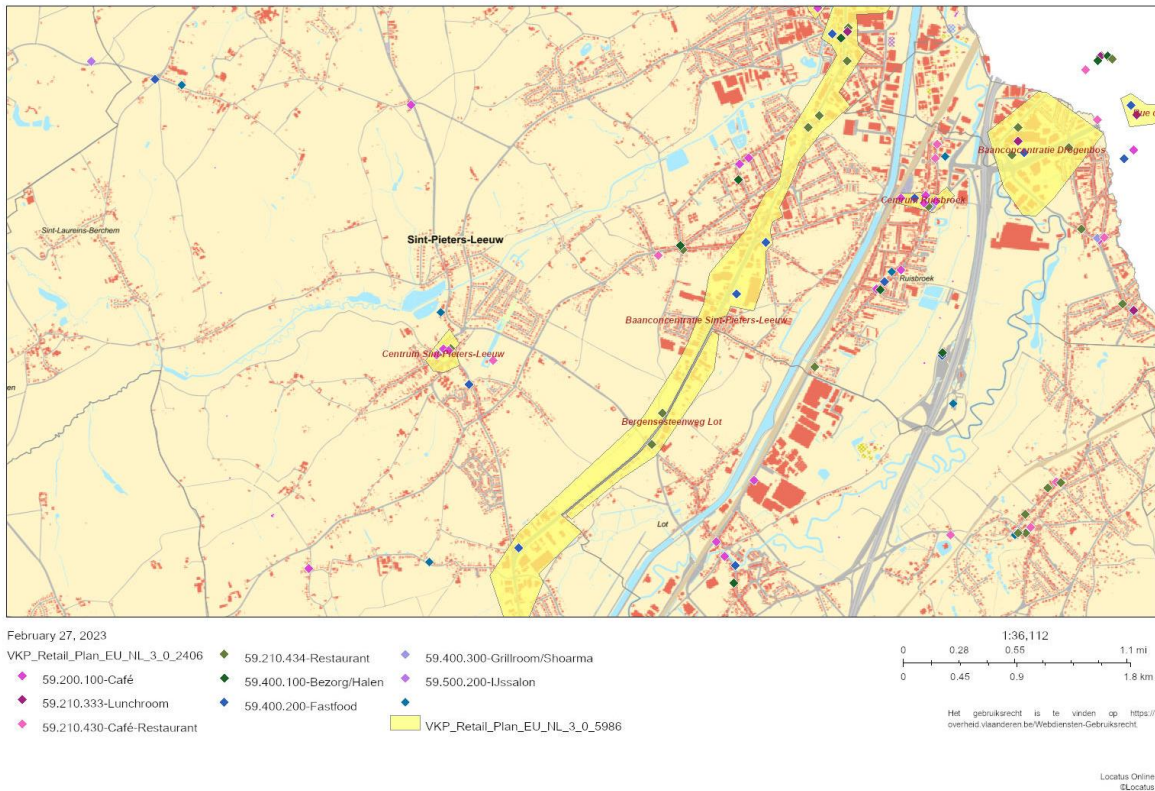 Baanconcentratie Drogenbos
Centrum Ruisbroek
Sint-Laureins-Berchem
Sint-Pieters-Leeuw
Ruisbroek
Baanconcentratie Sint-Pieters-Leeuw
Centrum Sint-Pieters-Leeuw
en
Bergensesteenweg Lot
Lot
February 27, 2023
VKP_Retail_Plan_EU_NL_3_0_2406
59.200.100-Café
59.210.333-Lunchroom
59.210.430-Café-Restaurant
59.210.434-Restaurant
59.400.100-Bezorg/Halen
59.400.200-Fastfood
59.400.300-Grillroom/Shoarma
59.500.200-IJssalon
VKP_Retail_Plan_EU_NL_3_0_5986
1:36,112
0 0.28 0.55 1.1 mi
0 0.45 0.9 1.8 km
Het gebruiksrecht is te vinden op https:/
overheid.vlaanderen.be/Webdiensten-Gebruiksrecht.
Locatus Online
©Locatus